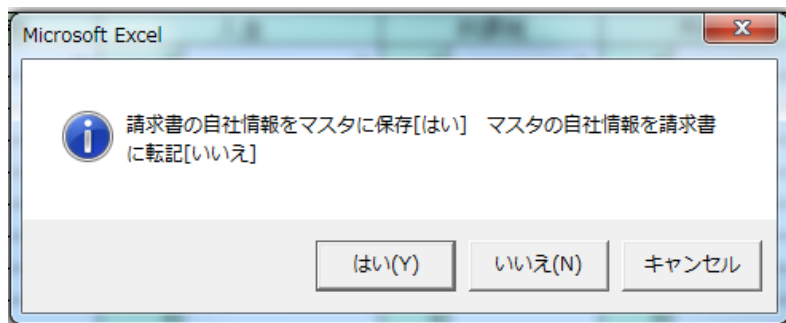 Microsoft Excel
請求書の自社情報をマスタに保存[はい]　マスタの自社情報を請求書
に転記[いいえ]
はい(Y)
いいえ(N)
キャンセル